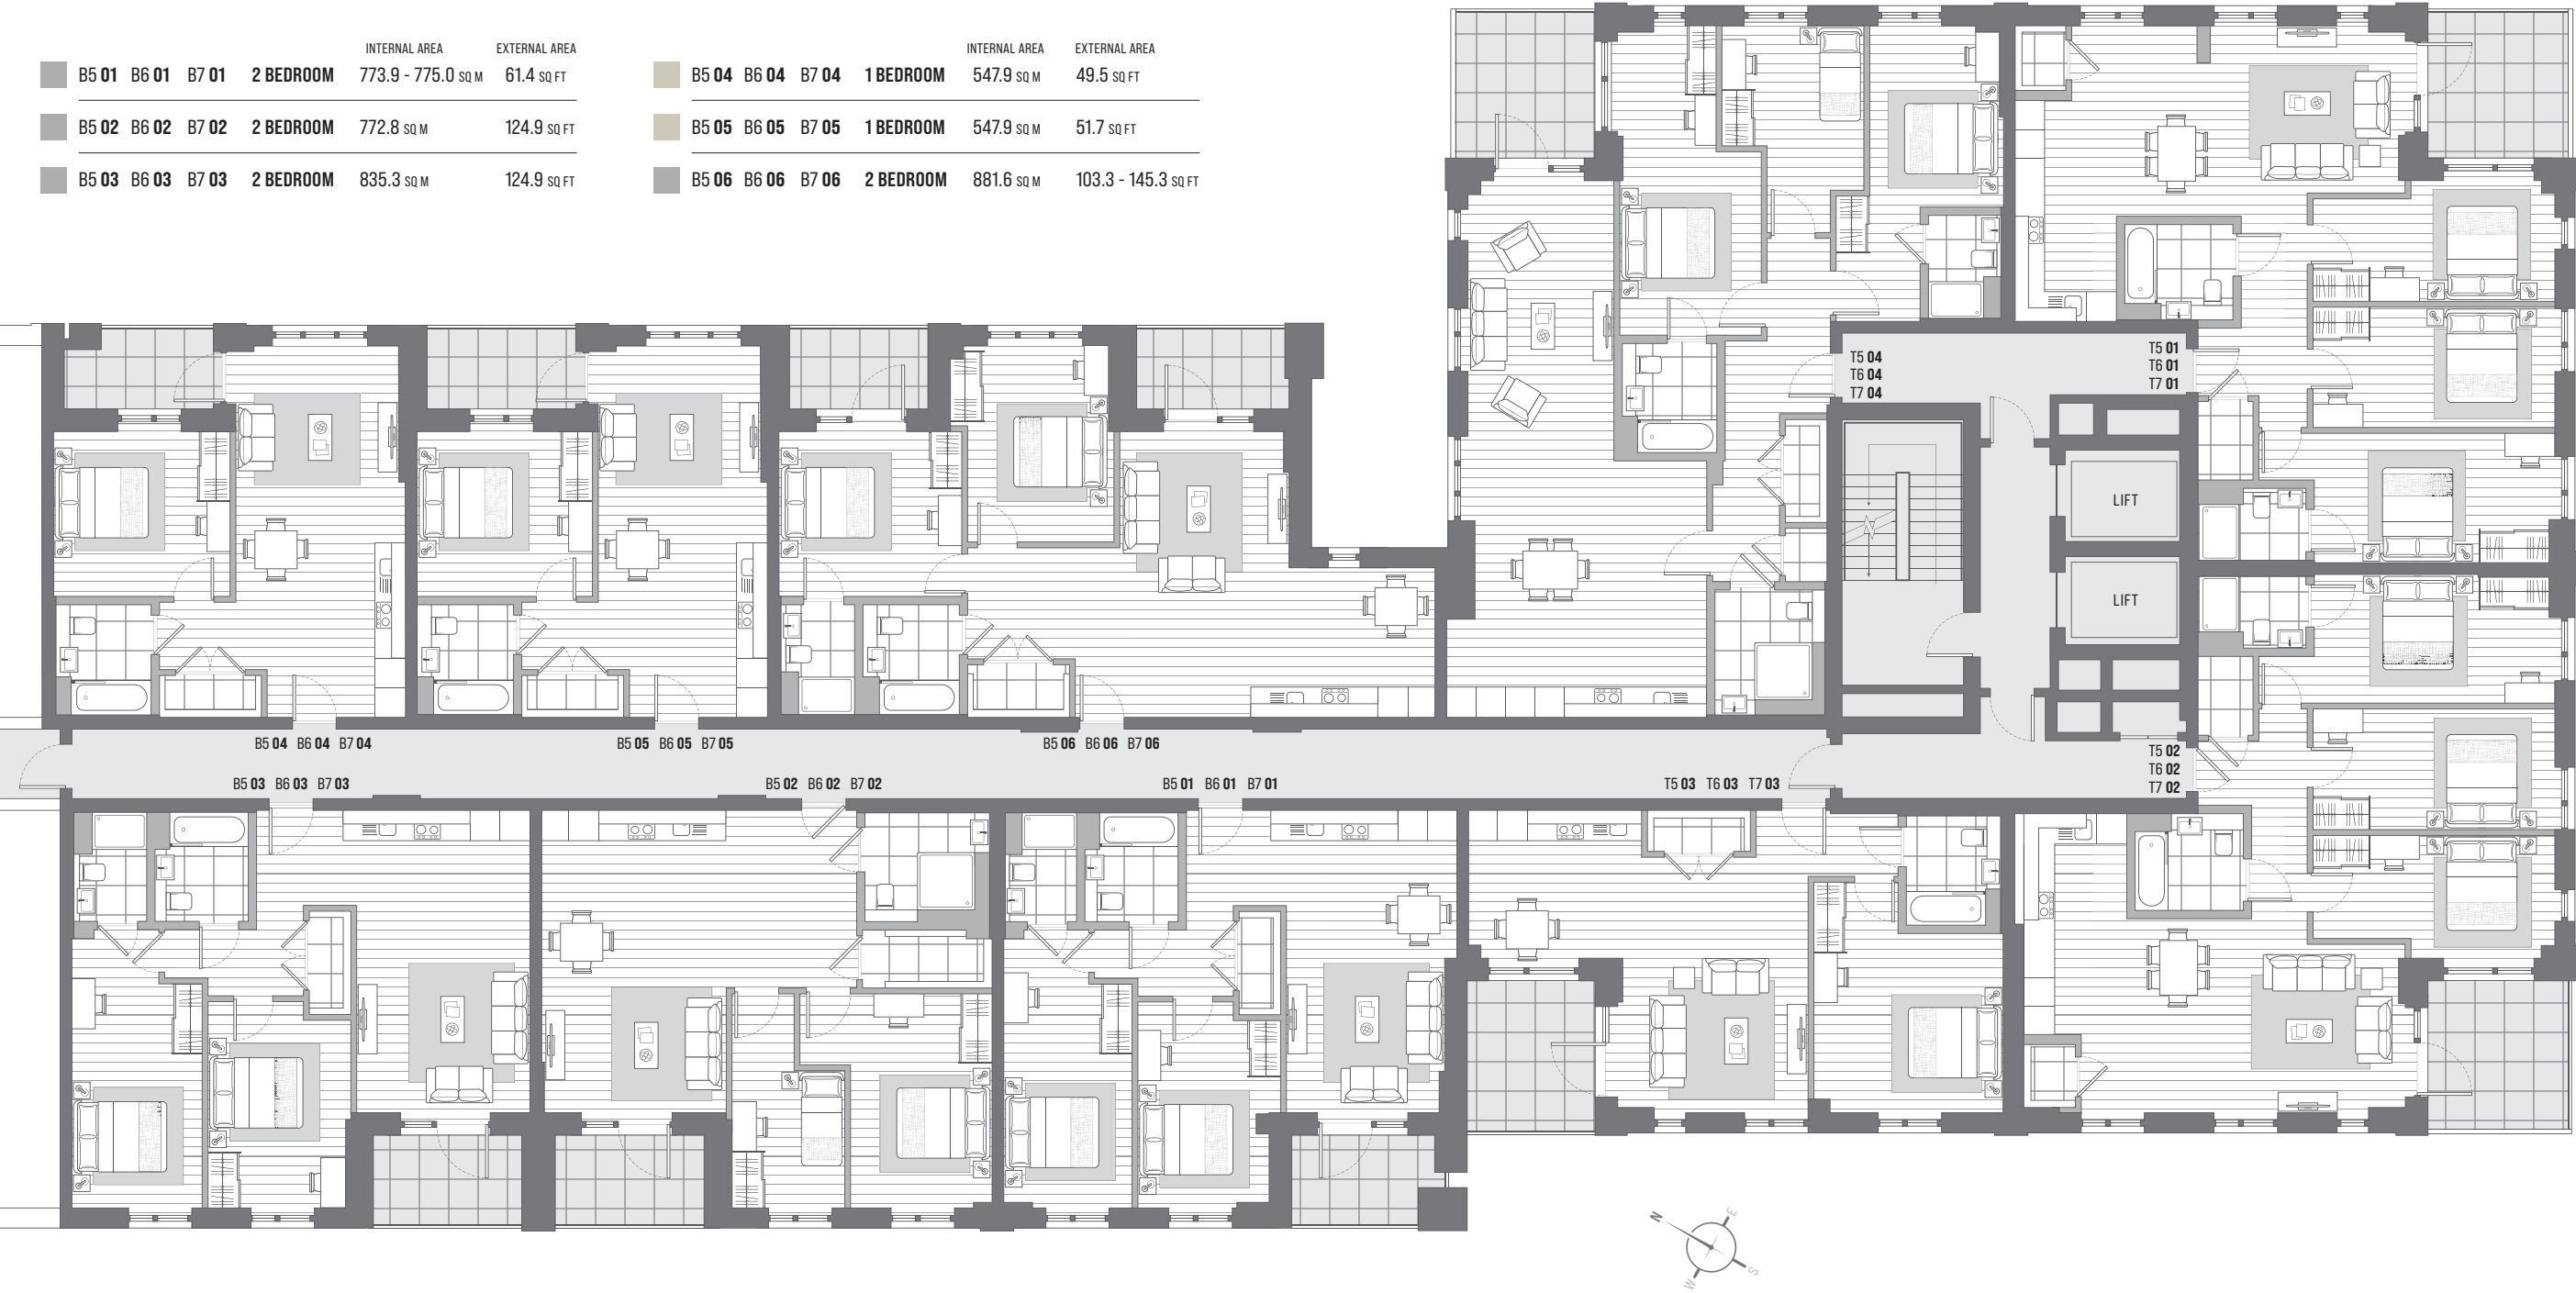 INTERNAL AREA EXTERNAL AREA
B5 01 B6 01 B7 01 2 BEDROOM 773.9 - 775.0 SQ M 61.4 SQ FT
B5 02 B6 02 B7 02 2 BEDROOM 772.8 SQ M 124.9 SQ FT
B5 03 B6 03 B7 03 2 BEDROOM 835.3 SQ M 124.9 SQ FT
INTERNAL AREA EXTERNAL AREA
B5 04 B6 04 B7 04 1 BEDROOM 547.9 SQ M 49.5 SQ FT
B5 05 B6 05 B7 05 1 BEDROOM 547.9 SQ M 51.7 SQ FT
B5 06 B6 06 B7 06 2 BEDROOM 881.6 SQ M 103.3 - 145.3 SQ FT
T5 04
T6 04
T7 04
T5 01
T6 01
T7 01
LIFT
LIFT
B5 04 B6 04 B7 04
B5 05 B6 05 B7 05
B5 06 B6 06 B7 06
T5 02
T6 02
T7 02
B5 03 B6 03 B7 03
B5 02 B6 02 B7 02
B5 01 B6 01 B7 01
T5 03 T6 03 T7 03
N
E
S
W